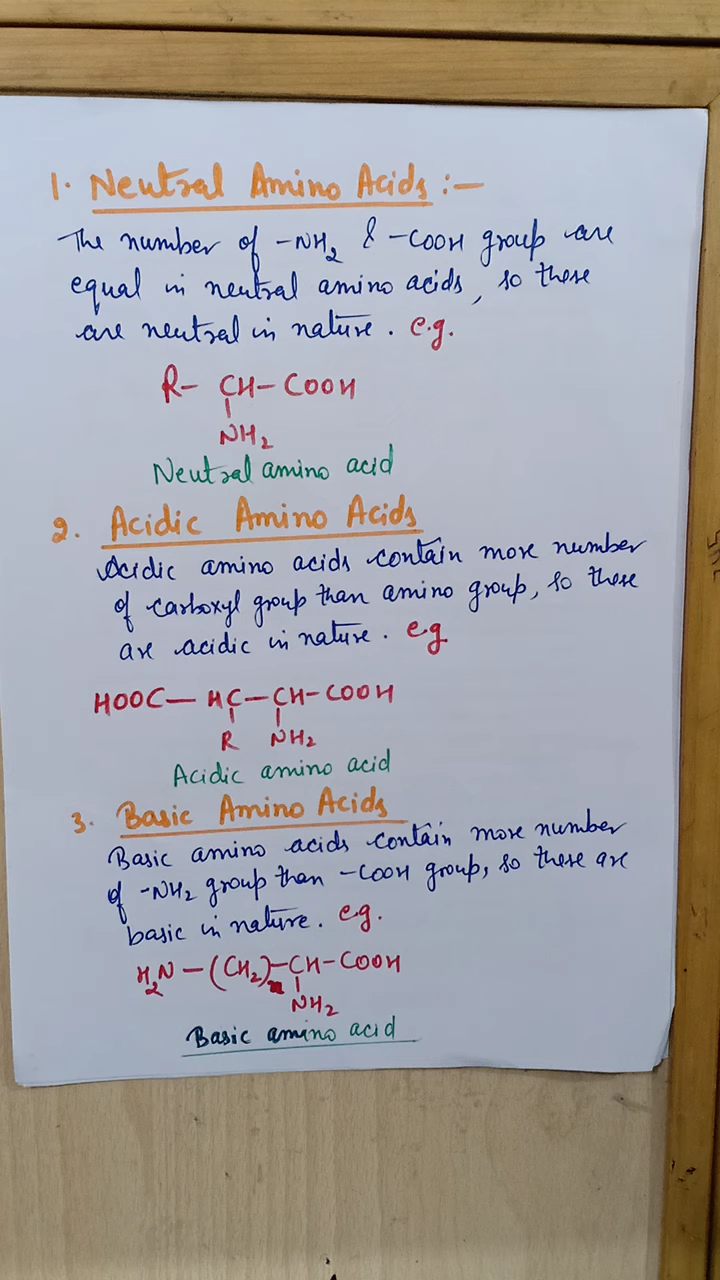 1. Neutral Amino Acids :–
The number of -NH₂ & -COOH group are
equal in neutral amino acids, so these
are neutral in nature. e.g.
R- CH- COOH
NH₂
Neutral amino acid
2. Acidic Amino Acids
Acidic amino acids contain more number
of carboxyl group than amino group, so these
are acidic in nature. e.g
HOOC- HC-CH-COOH
R NH₂
Acidic amino acid
3. Basic Amino Acids
Basic amino acids contain more number
of -NH₂ group than -COOH group, so these are
basic in nature. e.g.
H₂N-(CH₂)-CH-COOH
NH₂
Basic amino acid